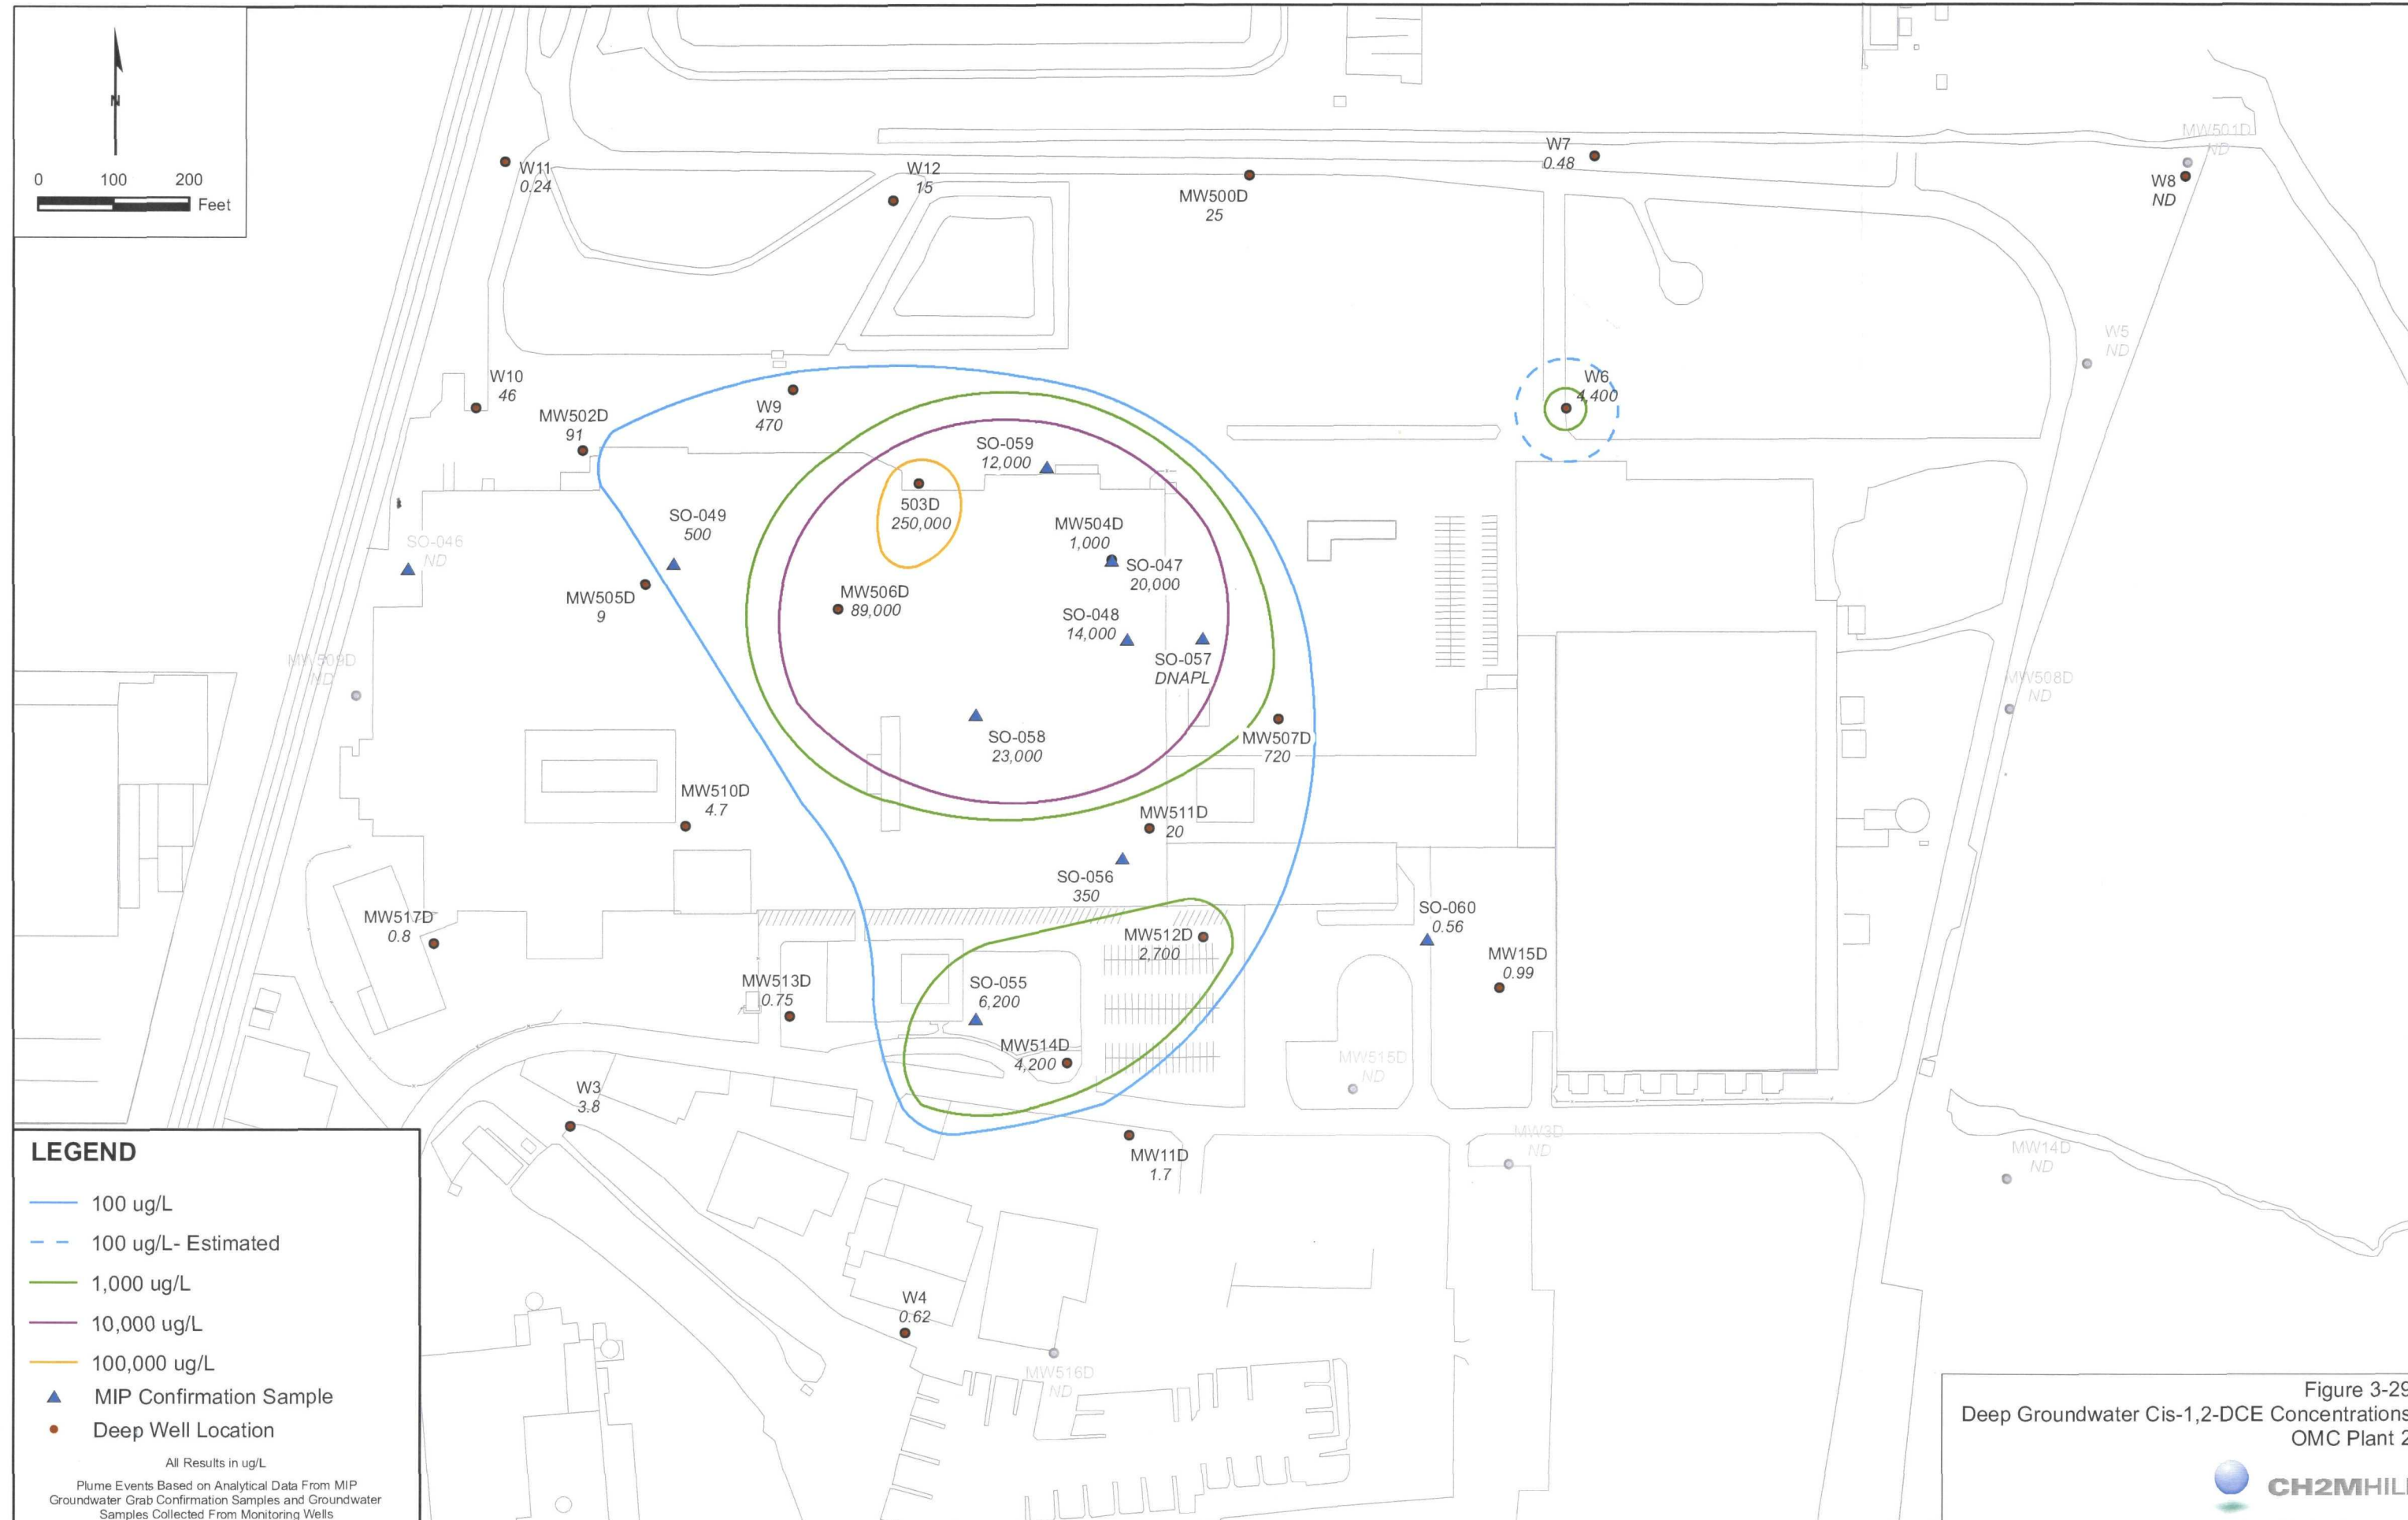 N
0 100 200
Feet
W11
0.24
W12
15
MW500D
25
W7
0.48
MW501D
ND
W8
ND
W5
ND
W10
46
MW502D
91
W9
470
W6
4,400
SO-059
12,000
503D
250,000
SO-049
500
MW504D
1,000
SO-047
20,000
SO-046
ND
MW505D
9
MW506D
89,000
SO-048
14,000
SO-057
DNAPL
MW509D
ND
MW508D
ND
SO-058
23,000
MW507D
720
MW510D
4.7
MW511D
20
SO-056
350
MW517D
0.8
MW512D
2,700
SO-060
0.56
MW15D
0.99
MW513D
0.75
SO-055
6,200
MW514D
4,200
MW515D
ND
W3
3.8
MW11D
1.7
MW3D
ND
MW14D
ND
W4
0.62
MW516D
ND
LEGEND
100 ug/L
100 ug/L- Estimated
1,000 ug/L
10,000 ug/L
100,000 ug/L
MIP Confirmation Sample
Deep Well Location
All Results in ug/L
Plume Events Based on Analytical Data From MIP
Groundwater Grab Confirmation Samples and Groundwater
Samples Collected From Monitoring Wells
Figure 3-29
Deep Groundwater Cis-1,2-DCE Concentrations
OMC Plant 2
CH2MHILL